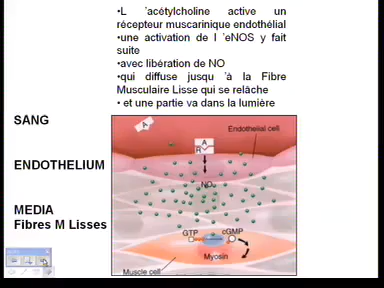 •L 'acétylcholine active un
récepteur muscarinique endothélial
•une activation de l 'eNOS y fait
suite
•avec libération de NO
•qui diffuse jusqu 'à la Fibre
Musculaire Lisse qui se relâche
• et une partie va dans la lumière
SANG
A
Endothelial cell
A
R
ENDOTHELIUM
NO
MEDIA
Fibres M Lisses
GTP
cGMP
Myosin
Muscle cell